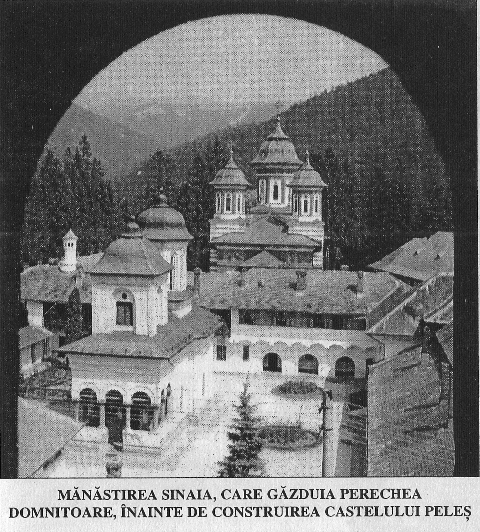 MĂNĂSTIREA SINAIA, CARE GĂZDUIA PERECHEA
DOMNITOARE, ÎNAINTE DE CONSTRUIREA CASTELULUI PELEȘ